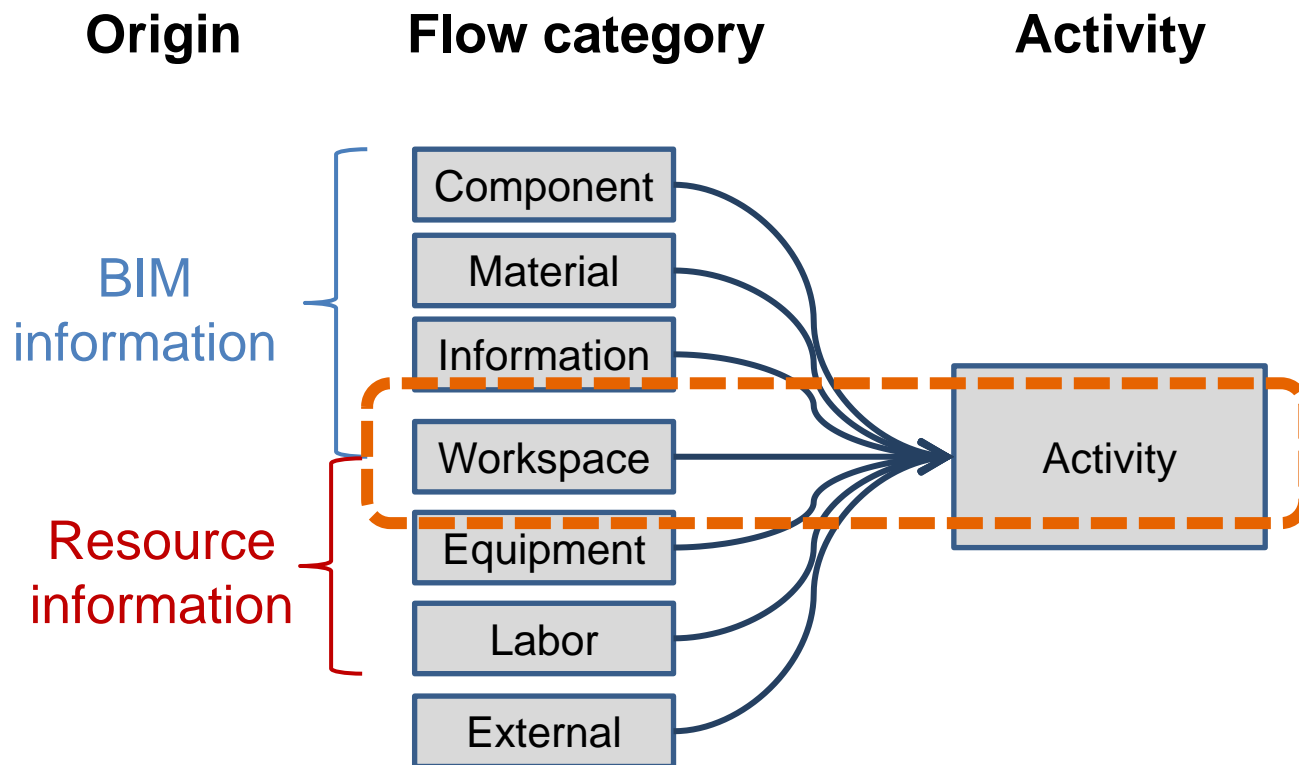 Origin
Flow category
Activity
Component
Material
BIM
information
Information
Workspace
Activity
Resource
information
Equipment
Labor
External